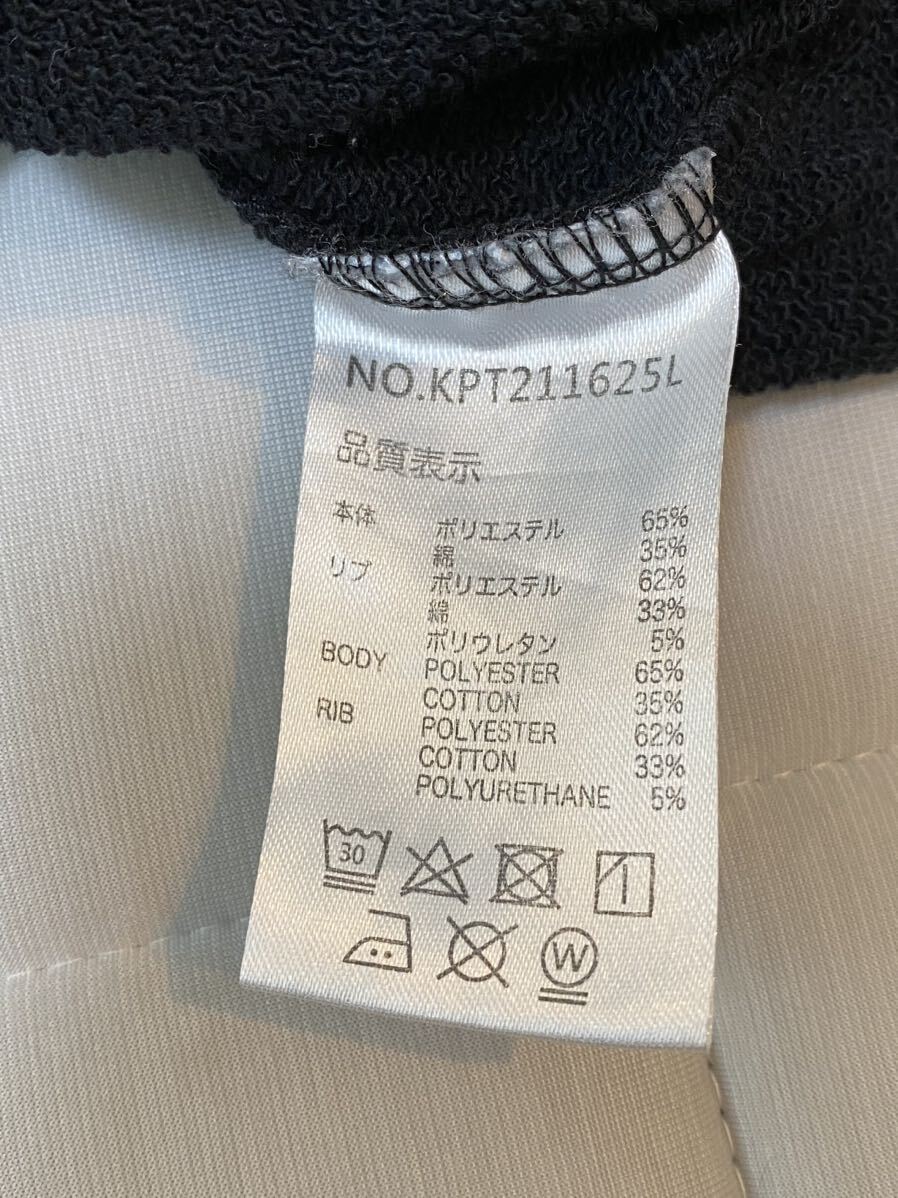 NO.KPT211625L
品質表示
本体 ポリエステル 65%
綿 35%
リブ ポリエステル 62%
綿 33%
ポリウレタン 5%
BODY POLYESTER 65%
COTTON 35%
RIB POLYESTER 62%
COTTON 33%
POLYURETHANE 5%
30
W